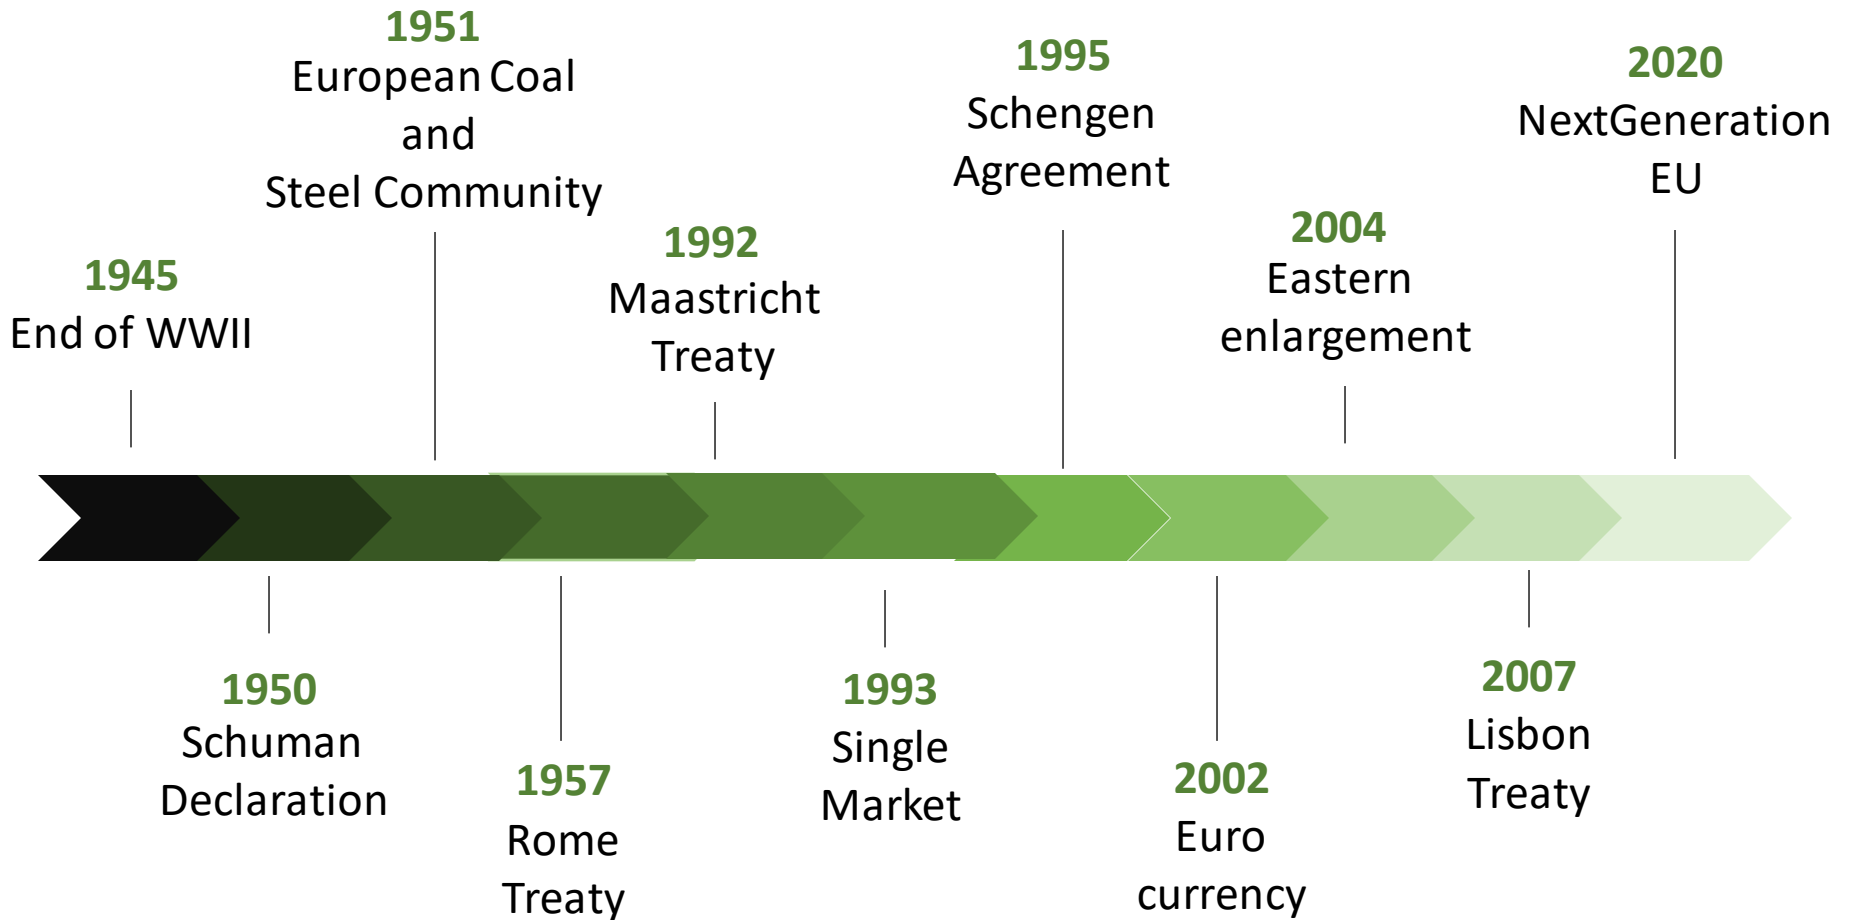 1945
End of WWII
1950
Schuman
Declaration
1951
European Coal
and
Steel Community
1957
Rome
Treaty
1992
Maastricht
Treaty
1993
Single
Market
1995
Schengen
Agreement
2002
Euro
currency
2004
Eastern
enlargement
2007
Lisbon
Treaty
2020
NextGeneration
EU